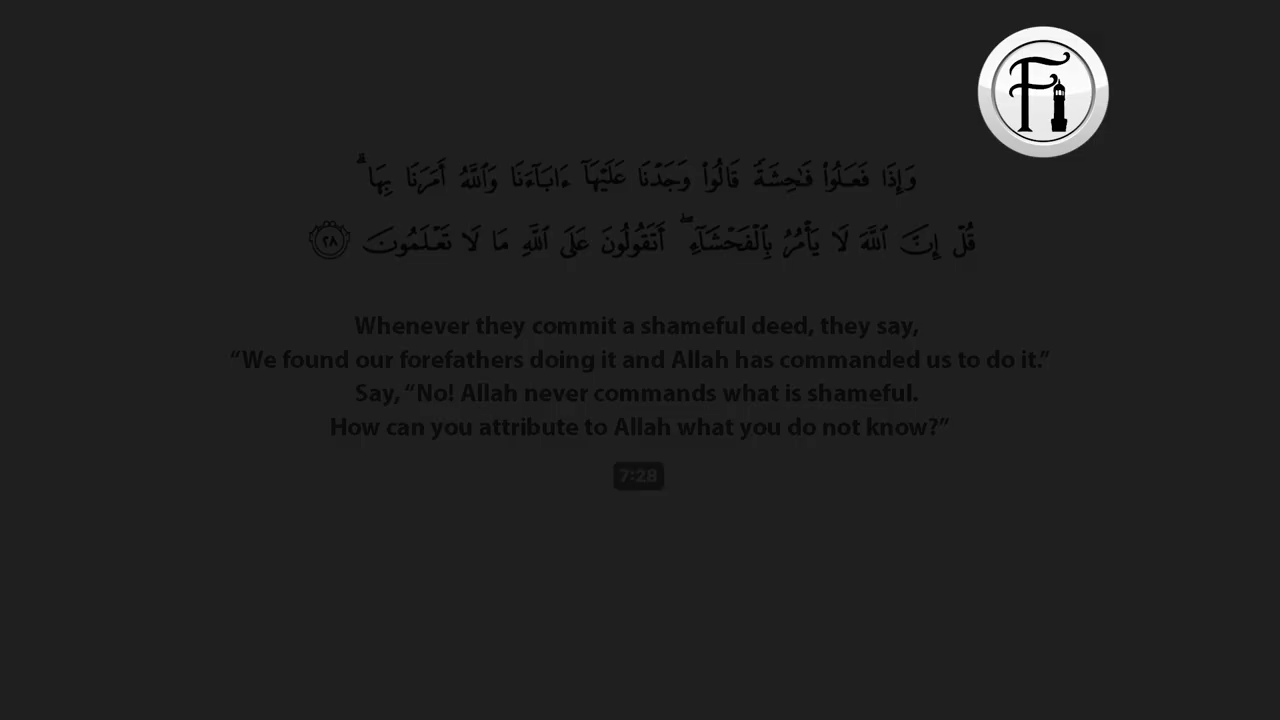 Fi
وَإِذَا فَعَلُوا۟ فَـٰحِشَةً قَالُوا۟ وَجَدْنَا عَلَيْهَآ ءَابَآءَنَا وَٱللَّهُ أَمَرَنَا بِهَا ۗ
قُلْ إِنَّ ٱللَّهَ لَا يَأْمُرُ بِٱلْفَحْشَآءِ ۖ أَتَقُولُونَ عَلَى ٱللَّهِ مَا لَا تَعْلَمُونَ ٢٨
Whenever they commit a shameful deed, they say,
“We found our forefathers doing it and Allah has commanded us to do it.”
Say, “No! Allah never commands what is shameful.
How can you attribute to Allah what you do not know?”
7:28